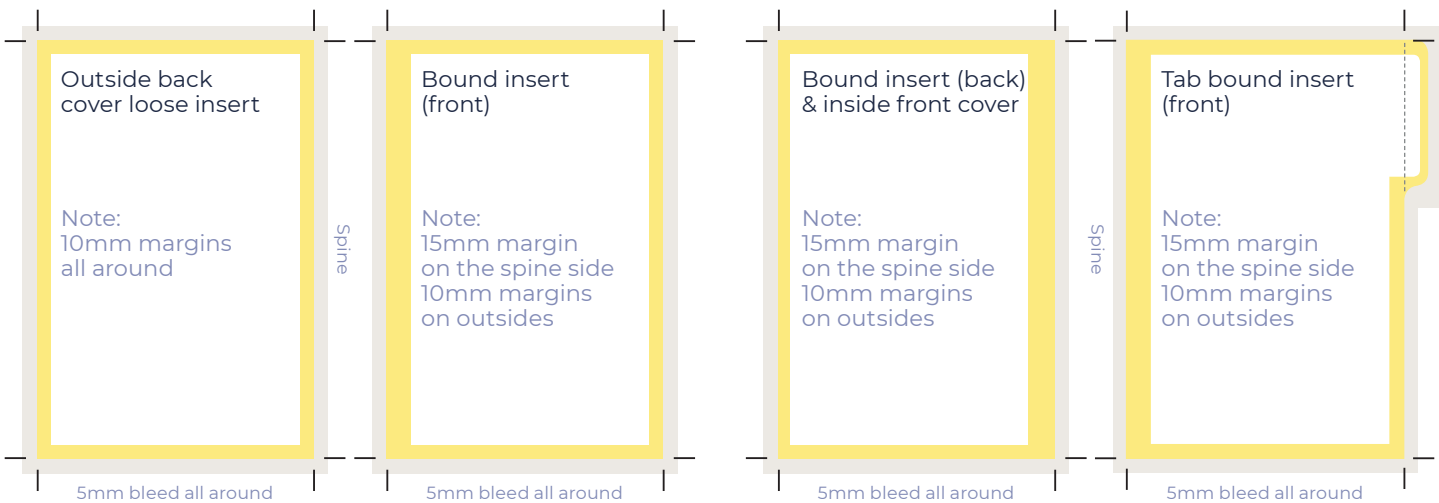 Outside back
cover loose insert
Note:
10mm margins
all around
5mm bleed all around
Spine
Bound insert
(front)
Note:
15mm margin
on the spine side
10mm margins
on outsides
5mm bleed all around
Bound insert (back)
& inside front cover
Note:
15mm margin
on the spine side
10mm margins
on outsides
5mm bleed all around
Spine
Tab bound insert
(front)
Note:
15mm margin
on the spine side
10mm margins
on outsides
5mm bleed all around